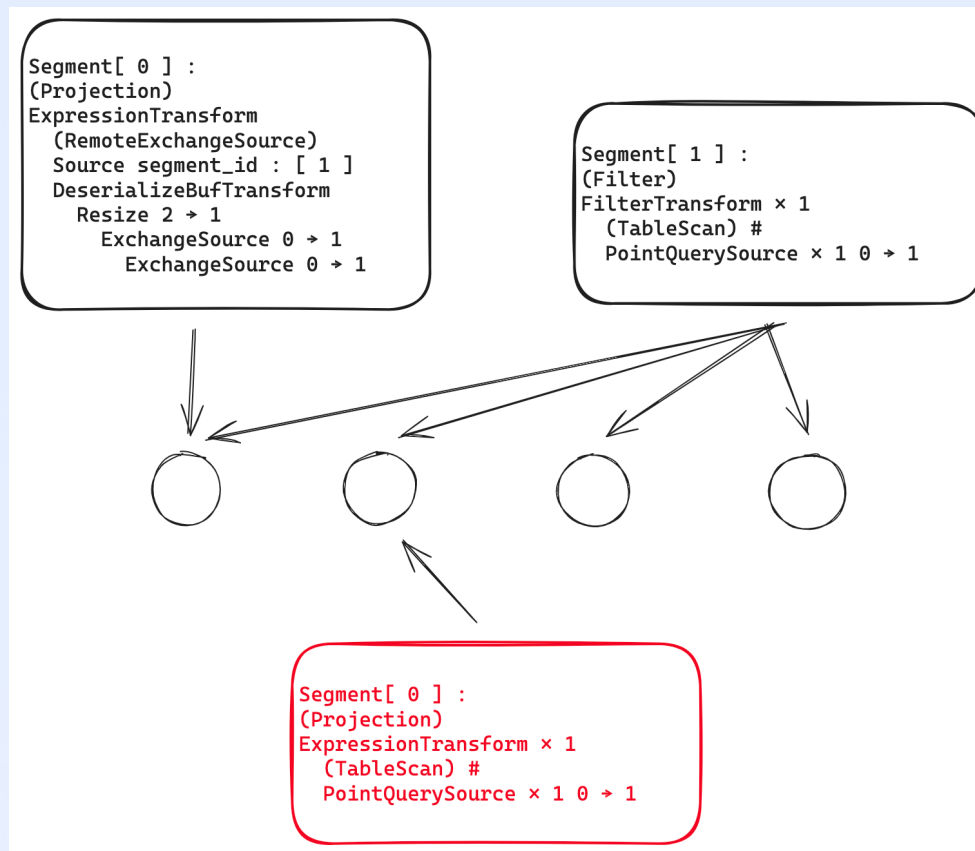 Segment[ 0 ] :
(Projection)
ExpressionTransform
(RemoteExchangeSource)
Source segment_id : [ 1 ]
DeserializeBufTransform
Resize 2 → 1
ExchangeSource 0 → 1
ExchangeSource 0 → 1
Segment[ 1 ] :
(Filter)
FilterTransform × 1
(TableScan) #
PointQuerySource × 1 0 → 1
Segment[ 0 ] :
(Projection)
ExpressionTransform × 1
(TableScan) #
PointQuerySource × 1 0 → 1